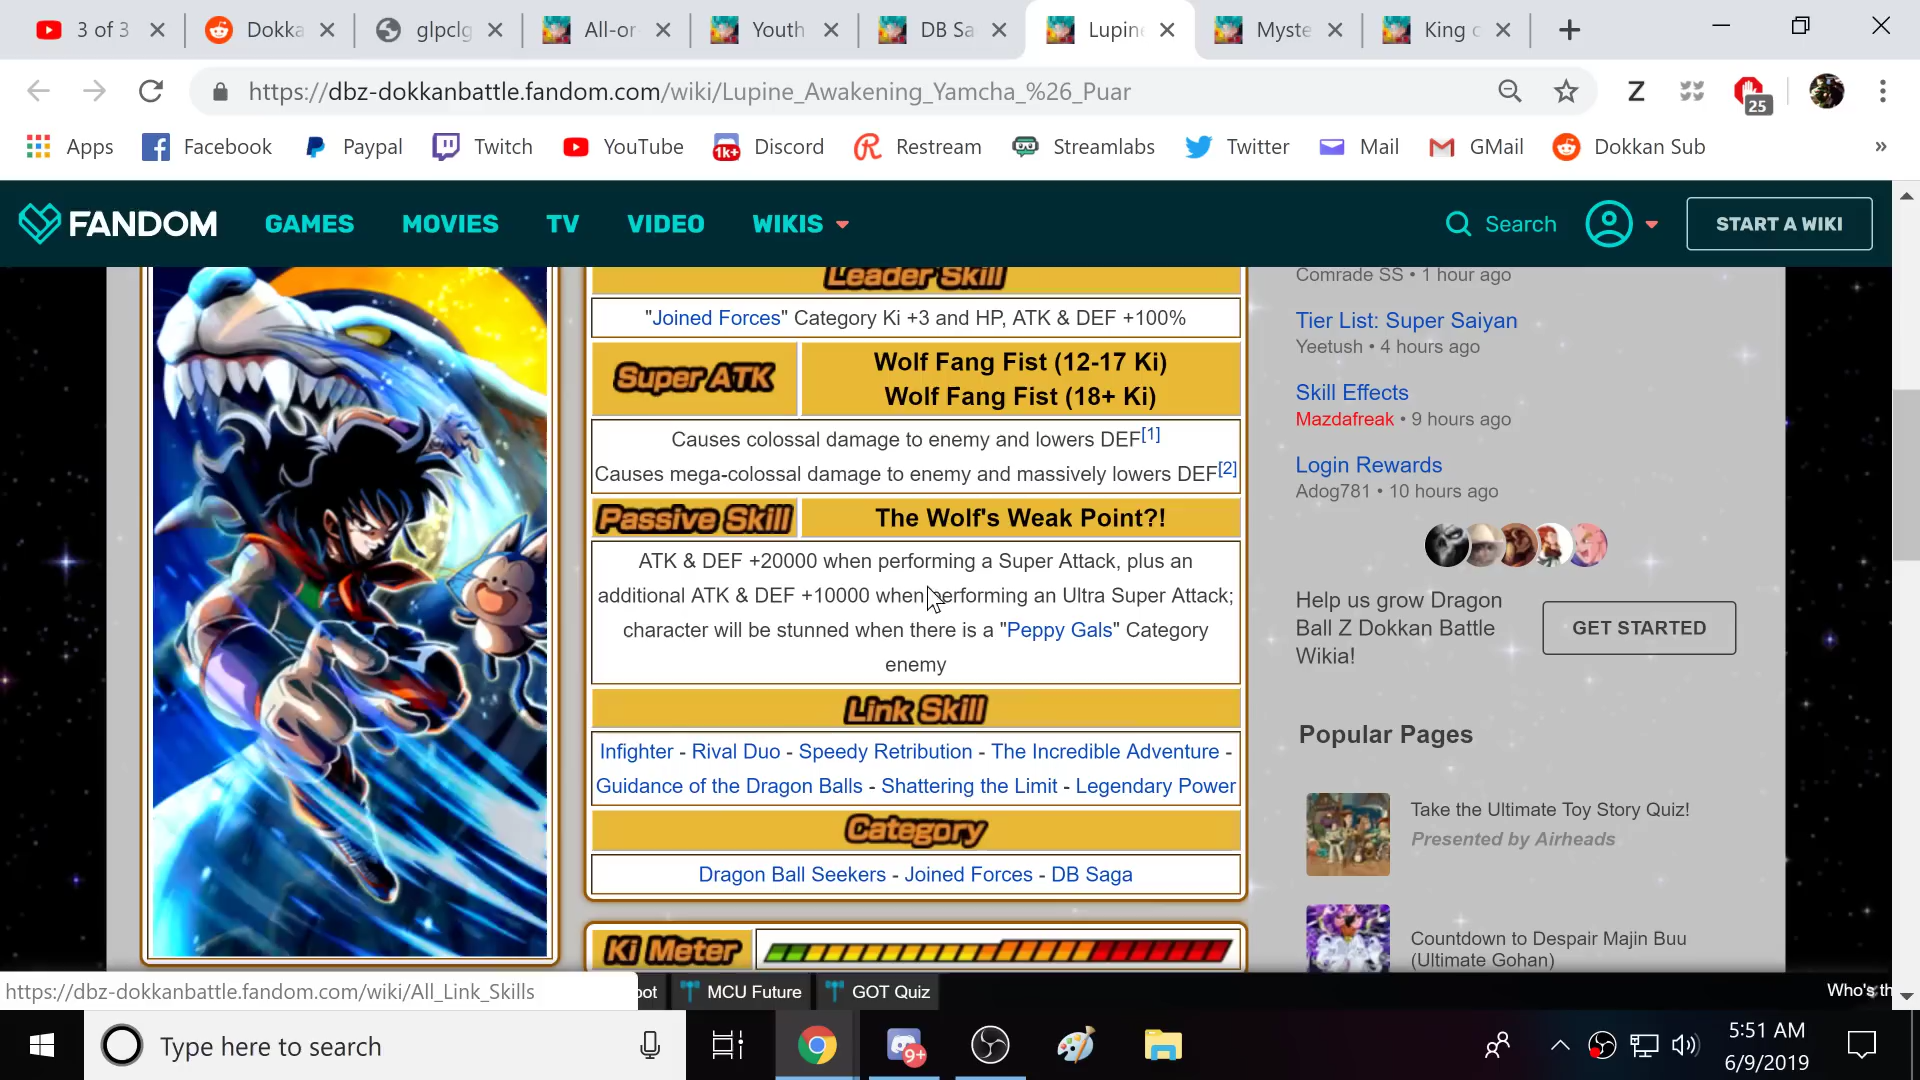 3 of 3
Dokka
glpclg
All-or
Youth
DB Sa
Lupin
Myste
King
https://dbz-dokkanbattle.fandom.com/wiki/Lupine_Awakening_Yamcha_%26_Puar
Z
25
Apps
Facebook
Paypal
Twitch
YouTube
1k+
Discord
Restream
Streamlabs
Twitter
Mail
GMail
Dokkan Sub
»
FANDOM
GAMES
MOVIES
TV
VIDEO
WIKIS
Search
START A WIKI
Leader Skill
"Joined Forces" Category Ki +3 and HP, ATK & DEF +100%
Super ATK
Wolf Fang Fist (12-17 Ki)
Wolf Fang Fist (18+ Ki)
Causes colossal damage to enemy and lowers DEF[1]
Causes mega-colossal damage to enemy and massively lowers DEF[2]
Passive Skill
The Wolf's Weak Point?!
ATK & DEF +20000 when performing a Super Attack, plus an
additional ATK & DEF +10000 when performing an Ultra Super Attack;
character will be stunned when there is a "Peppy Gals" Category
enemy
Link Skill
Infighter - Rival Duo - Speedy Retribution - The Incredible Adventure -
Guidance of the Dragon Balls - Shattering the Limit - Legendary Power
Category
Dragon Ball Seekers - Joined Forces - DB Saga
Ki Meter
Comrade SS • 1 hour ago
Tier List: Super Saiyan
Yeetush • 4 hours ago
Skill Effects
Mazdafreak • 9 hours ago
Login Rewards
Adog781 • 10 hours ago
Help us grow Dragon
Ball Z Dokkan Battle
Wikia!
GET STARTED
Popular Pages
Take the Ultimate Toy Story Quiz!
Presented by Airheads
Countdown to Despair Majin Buu
(Ultimate Gohan)
https://dbz-dokkanbattle.fandom.com/wiki/All_Link_Skills
oot
MCU Future
GOT Quiz
Who's th
Type here to search
9+
5:51 AM
6/9/2019